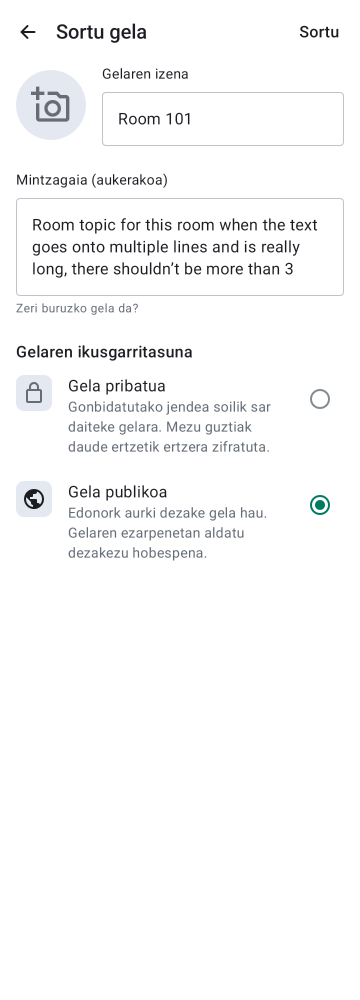 Sortu gela
Sortu
Gelaren izena
Room 101
Mintzagaia (aukerakoa)
Room topic for this room when the text
goes onto multiple lines and is really
long, there shouldn’t be more than 3
Zeri buruzko gela da?
Gelaren ikusgarritasuna
Gela pribatua
Gonbidatutako jendea soilik sar
daiteke gelara. Mezu guztiak
daude ertzetik ertzera zifratuta.
Gela publikoa
Edonork aurki dezake gela hau.
Gelaren ezarpenetan aldatu
dezakezu hobespena.